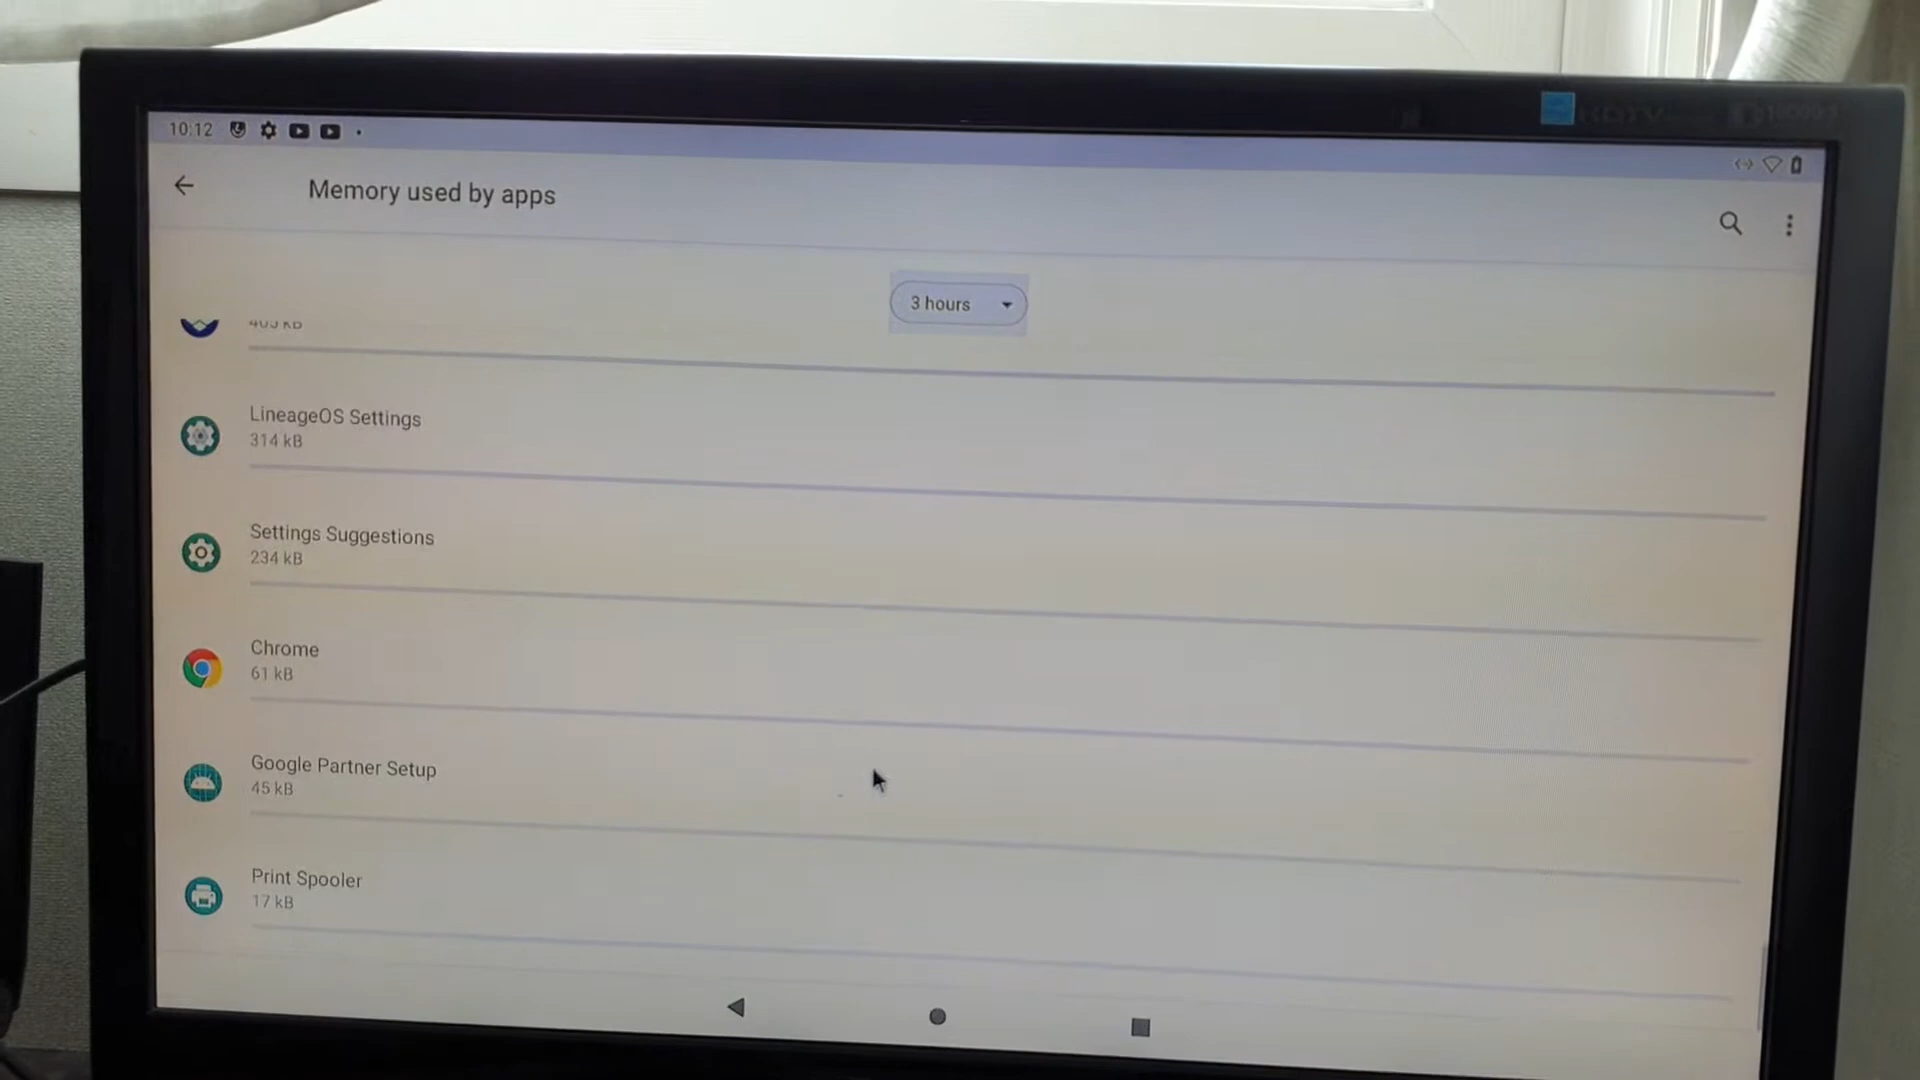 10:12
Memory used by apps
3 hours
LineageOS Settings
314 kB
Settings Suggestions
234 kB
Chrome
61 kB
Google Partner Setup
45 kB
Print Spooler
17 kB